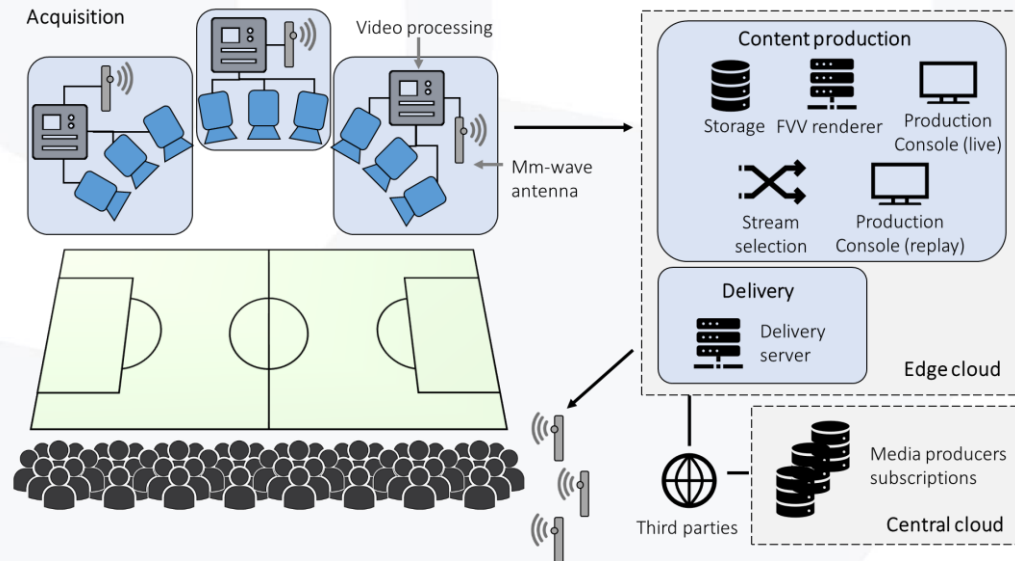 Acquisition
Video processing
Mm-wave
antenna
Content production
Storage
FVV renderer
Production
Console (live)
Stream
selection
Production
Console (replay)
Delivery
Delivery
server
Edge cloud
Third parties
Media producers
subscriptions
Central cloud